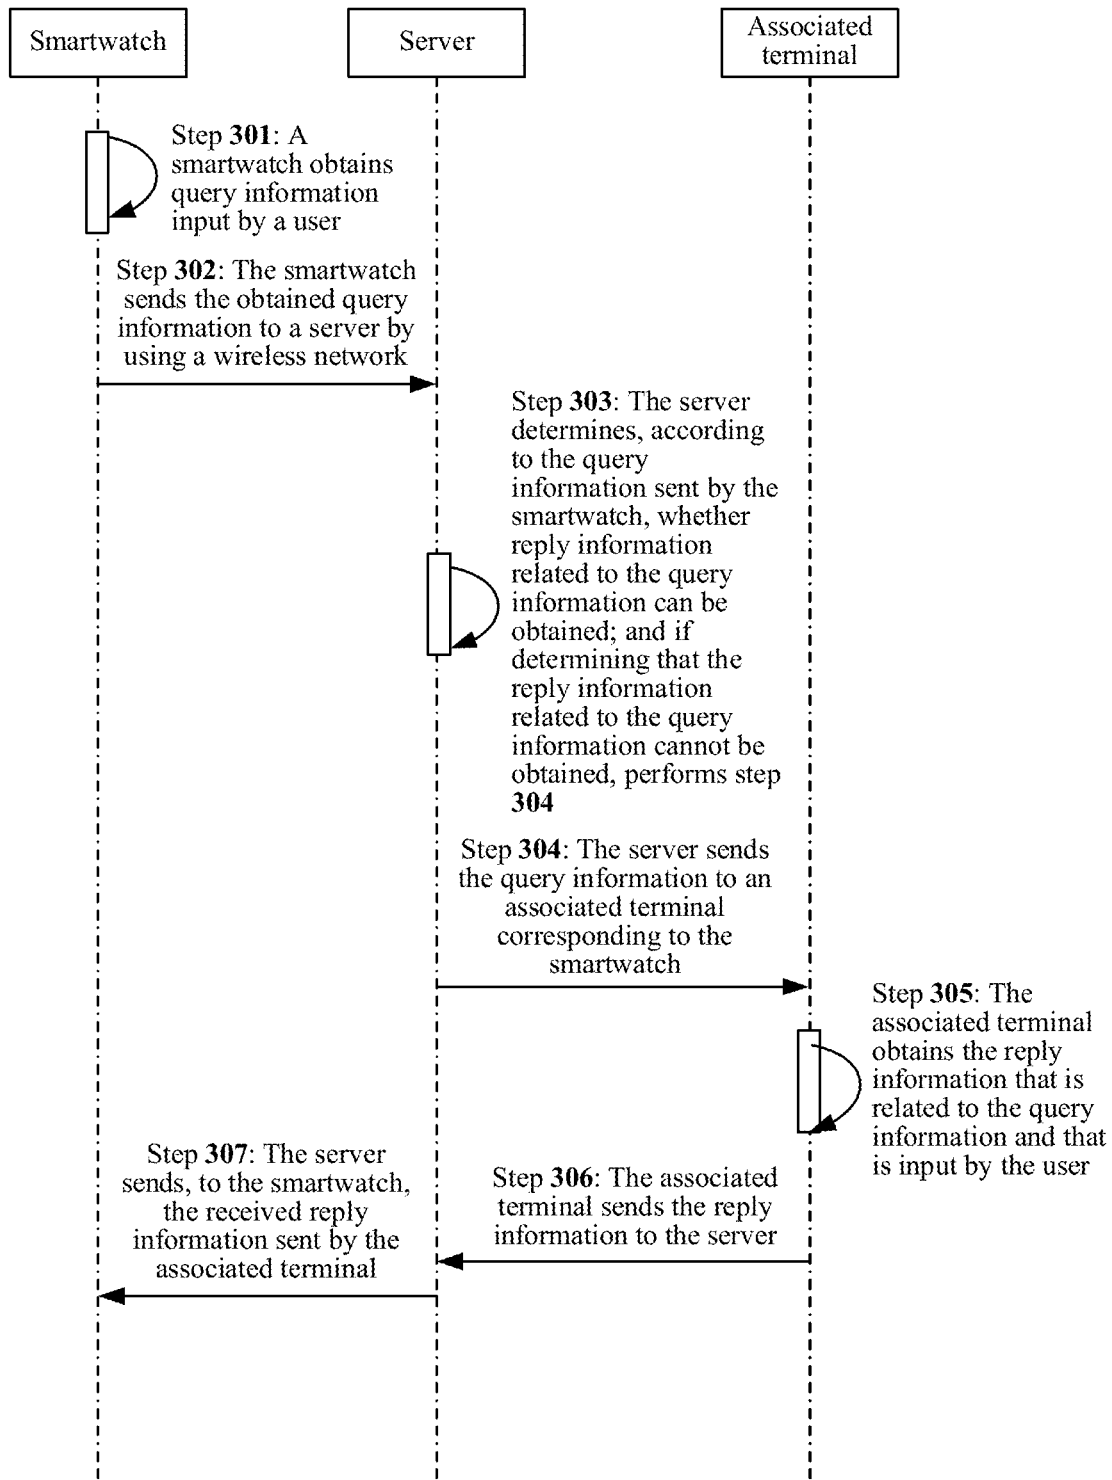 Smartwatch
Server
Associated
terminal
Step 301: A
smartwatch obtains
query information
input by a user
Step 302: The smartwatch
sends the obtained query
information to a server by
using a wireless network
Step 303: The server
determines, according
to the query
information sent by the
smartwatch, whether
reply information
related to the query
information can be
obtained; and if
determining that the
reply information
related to the query
information cannot be
obtained, performs step
304
Step 304: The server sends
the query information to an
associated terminal
corresponding to the
smartwatch
Step 305: The
associated terminal
obtains the reply
information that is
related to the query
information and that
is input by the user
Step 306: The associated
terminal sends the reply
information to the server
Step 307: The server
sends, to the smartwatch,
the received reply
information sent by the
associated terminal